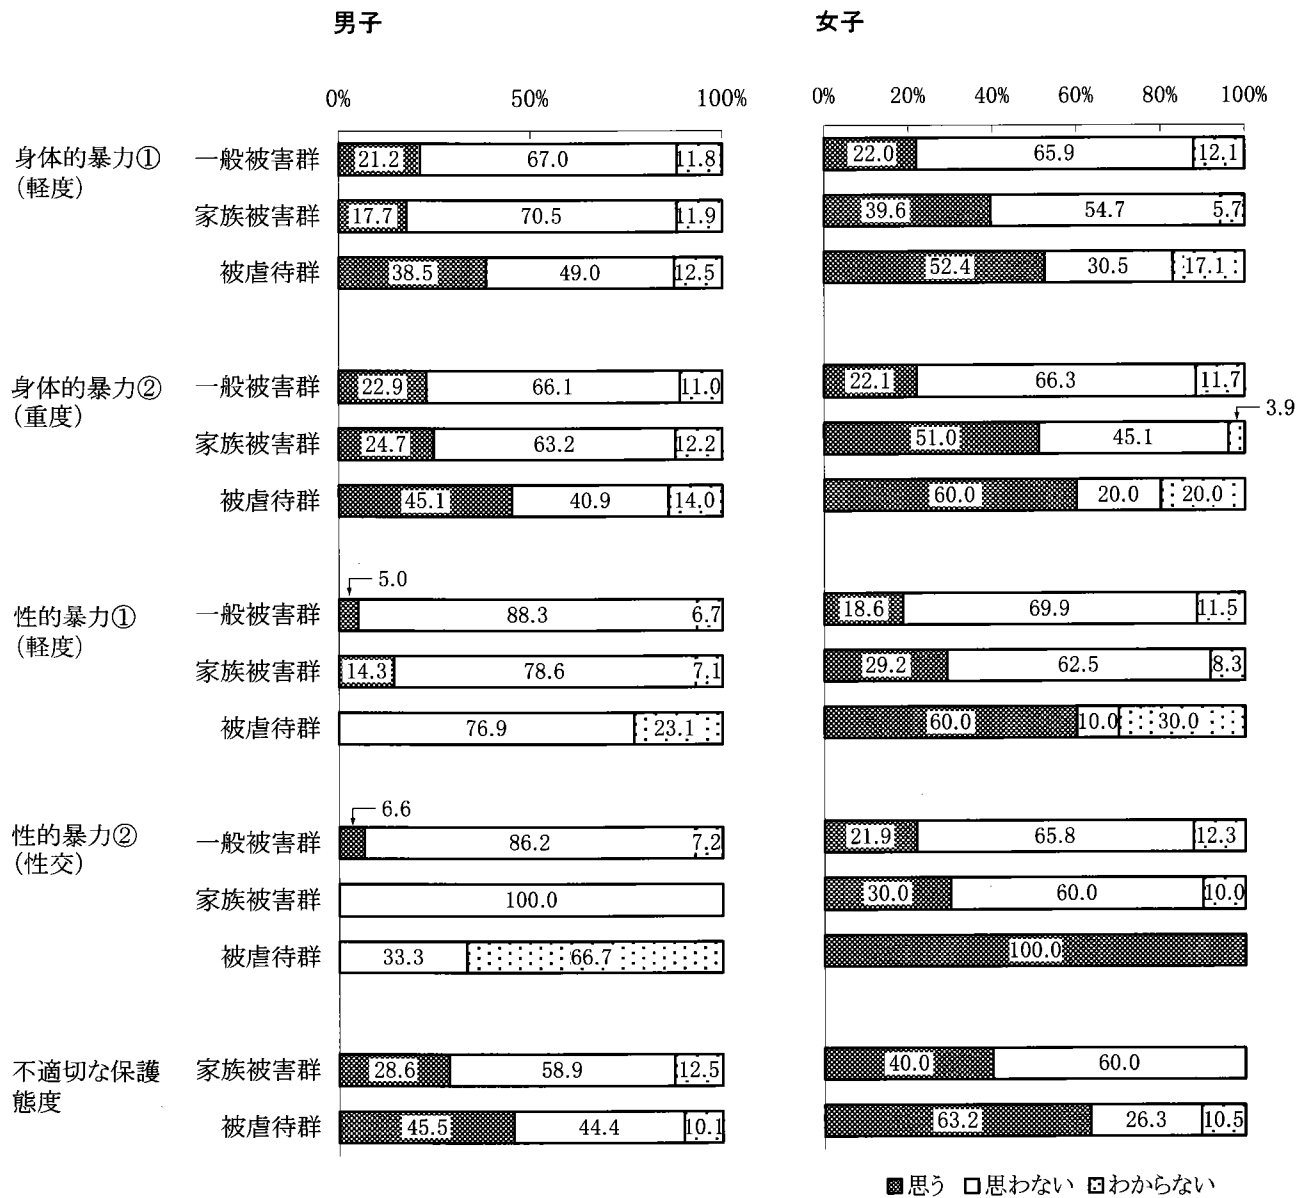 男子 女子
0% 50% 100% 0% 20% 40% 60% 80% 100%
身体的暴力①
(軽度)
一般被害群 21.2 67.0 11.8 22.0 65.9 12.1
家族被害群 17.7 70.5 11.9 39.6 54.7 5.7
被虐待群 38.5 49.0 12.5 52.4 30.5 17.1
身体的暴力②
(重度)
一般被害群 22.9 66.1 11.0 22.1 66.3 11.7
3.9
家族被害群 24.7 63.2 12.2 51.0 45.1
被虐待群 45.1 40.9 14.0 60.0 20.0 20.0
5.0
性的暴力①
(軽度)
一般被害群 88.3 6.7 18.6 69.9 11.5
家族被害群 14.3 78.6 7.1 29.2 62.5 8.3
被虐待群 76.9 23.1 60.0 10.0 30.0
6.6
性的暴力②
(性交)
一般被害群 86.2 7.2 21.9 65.8 12.3
家族被害群 100.0 30.0 60.0 10.0
被虐待群 33.3 66.7 100.0
不適切な保護
態度
家族被害群 28.6 58.9 12.5 40.0 60.0
被虐待群 45.5 44.4 10.1 63.2 26.3 10.5
思う 思わない わからない